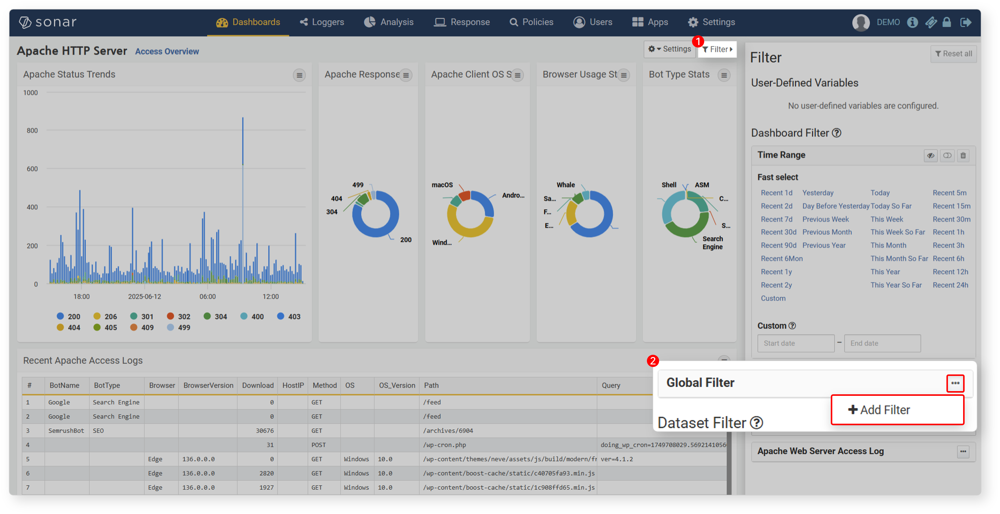 sonar
Dashboards Loggers Analysis Response Policies Users Apps Settings DEMO
Apache HTTP Server Access Overview
Settings
1
Filter
Apache Status Trends
1000
800
600
400
200
0
18:00 2025-06-12 06:00 12:00
200 206 301 302 304 400 403
404 405 409 499
Apache Response
499
404
304
200
Apache Client OS S
macOS
Andro...
Wind...
Browser Usage St
Whale
Sa...
F...
E...
Bot Type Stats
Shell ASM
C...
S...
Search
Engine
Filter
Reset all
User-Defined Variables
No user-defined variables are configured.
Dashboard Filter
Time Range
Fast select
Recent 1d Yesterday Today Recent 5m
Recent 2d Day Before Yesterday Today So Far Recent 15m
Recent 7d Previous Week This Week Recent 30m
Recent 30d Previous Month This Week So Far Recent 1h
Recent 90d Previous Year This Month Recent 3h
Recent 6Mon This Month So Far Recent 6h
Recent 1y This Year Recent 12h
Recent 2y This Year So Far Recent 24h
Custom
Custom
Start date – End date
2
Global Filter
Add Filter
Dataset Filter
Apache Web Server Access Log
Recent Apache Access Logs
# BotName BotType Browser BrowserVersion Download HostIP Method OS OS_Version Path Query
1 Google Search Engine 0 GET /feed
2 Google Search Engine 0 GET /feed
3 SemrushBot SEO 30676 GET /archives/6904
4 31 POST /wp-cron.php doing_wp_cron=1749708029.569214105
5 Edge 136.0.0.0 0 GET Windows 10.0 /wp-content/themes/neve/assets/js/build/modern/fr ver=4.1.2
6 Edge 136.0.0.0 2820 GET Windows 10.0 /wp-content/boost-cache/static/c40705fa93.min.js
7 Edge 136.0.0.0 1927 GET Windows 10.0 /wp-content/boost-cache/static/1c908ffd65.min.js